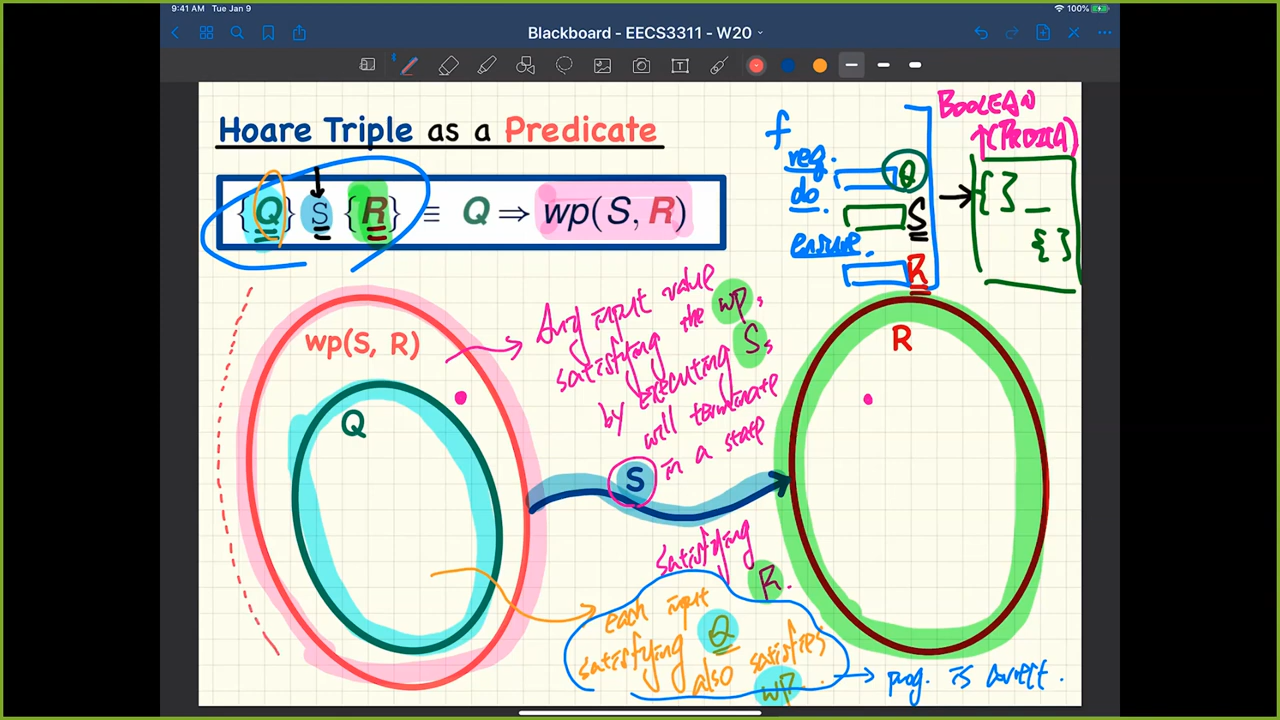 9:41 AM Tue Jan 9
100%
Blackboard - EECS3311 - W20
Hoare Triple as a Predicate
{Q} S {R} ≡ Q ⇒ wp(S, R)
f
req.
do
ensure.
Q
S
R
BOOLEAN
{ } _
{ }
wp(S, R)
Q
Any input value
satisfying the wp,
by executing S,
will terminate
in a state
satisfying
R.
S
R
each input
satisfying Q
also satisfies
wp.
prog. is correct.